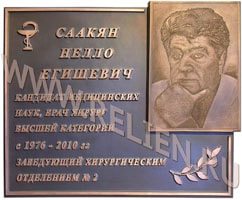 СААКЯН
НЕЛЛО
ЕГИШЕВИЧ
КАНДИДАТ МЕДИЦИНСКИХ
НАУК, ВРАЧ ХИРУРГ
ВЫСШЕЙ КАТЕГОРИИ
с 1976 - 2010 гг
ЗАВЕДУЮЩИЙ ХИРУРГИЧЕСКИМ
ОТДЕЛЕНИЕМ № 2
WWW.RELIEN.RU